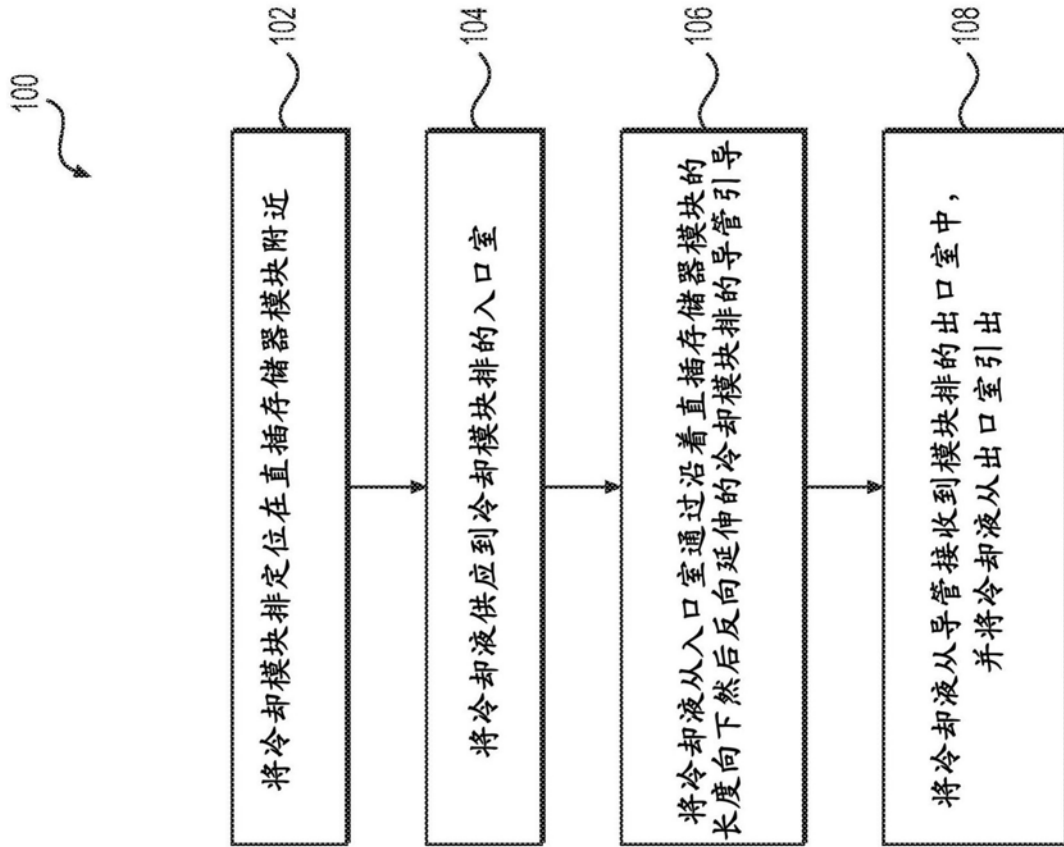 100
将冷却模块排定位在直插存储器模块附近
102
将冷却液供应到冷却模块排的入口室
104
将冷却液从入口室通过沿着直插存储器模块的
长度向下然后反向延伸的冷却模块排的导管引导
106
将冷却液从导管接收到模块排的出口室中，
并将冷却液从出口室引出
108